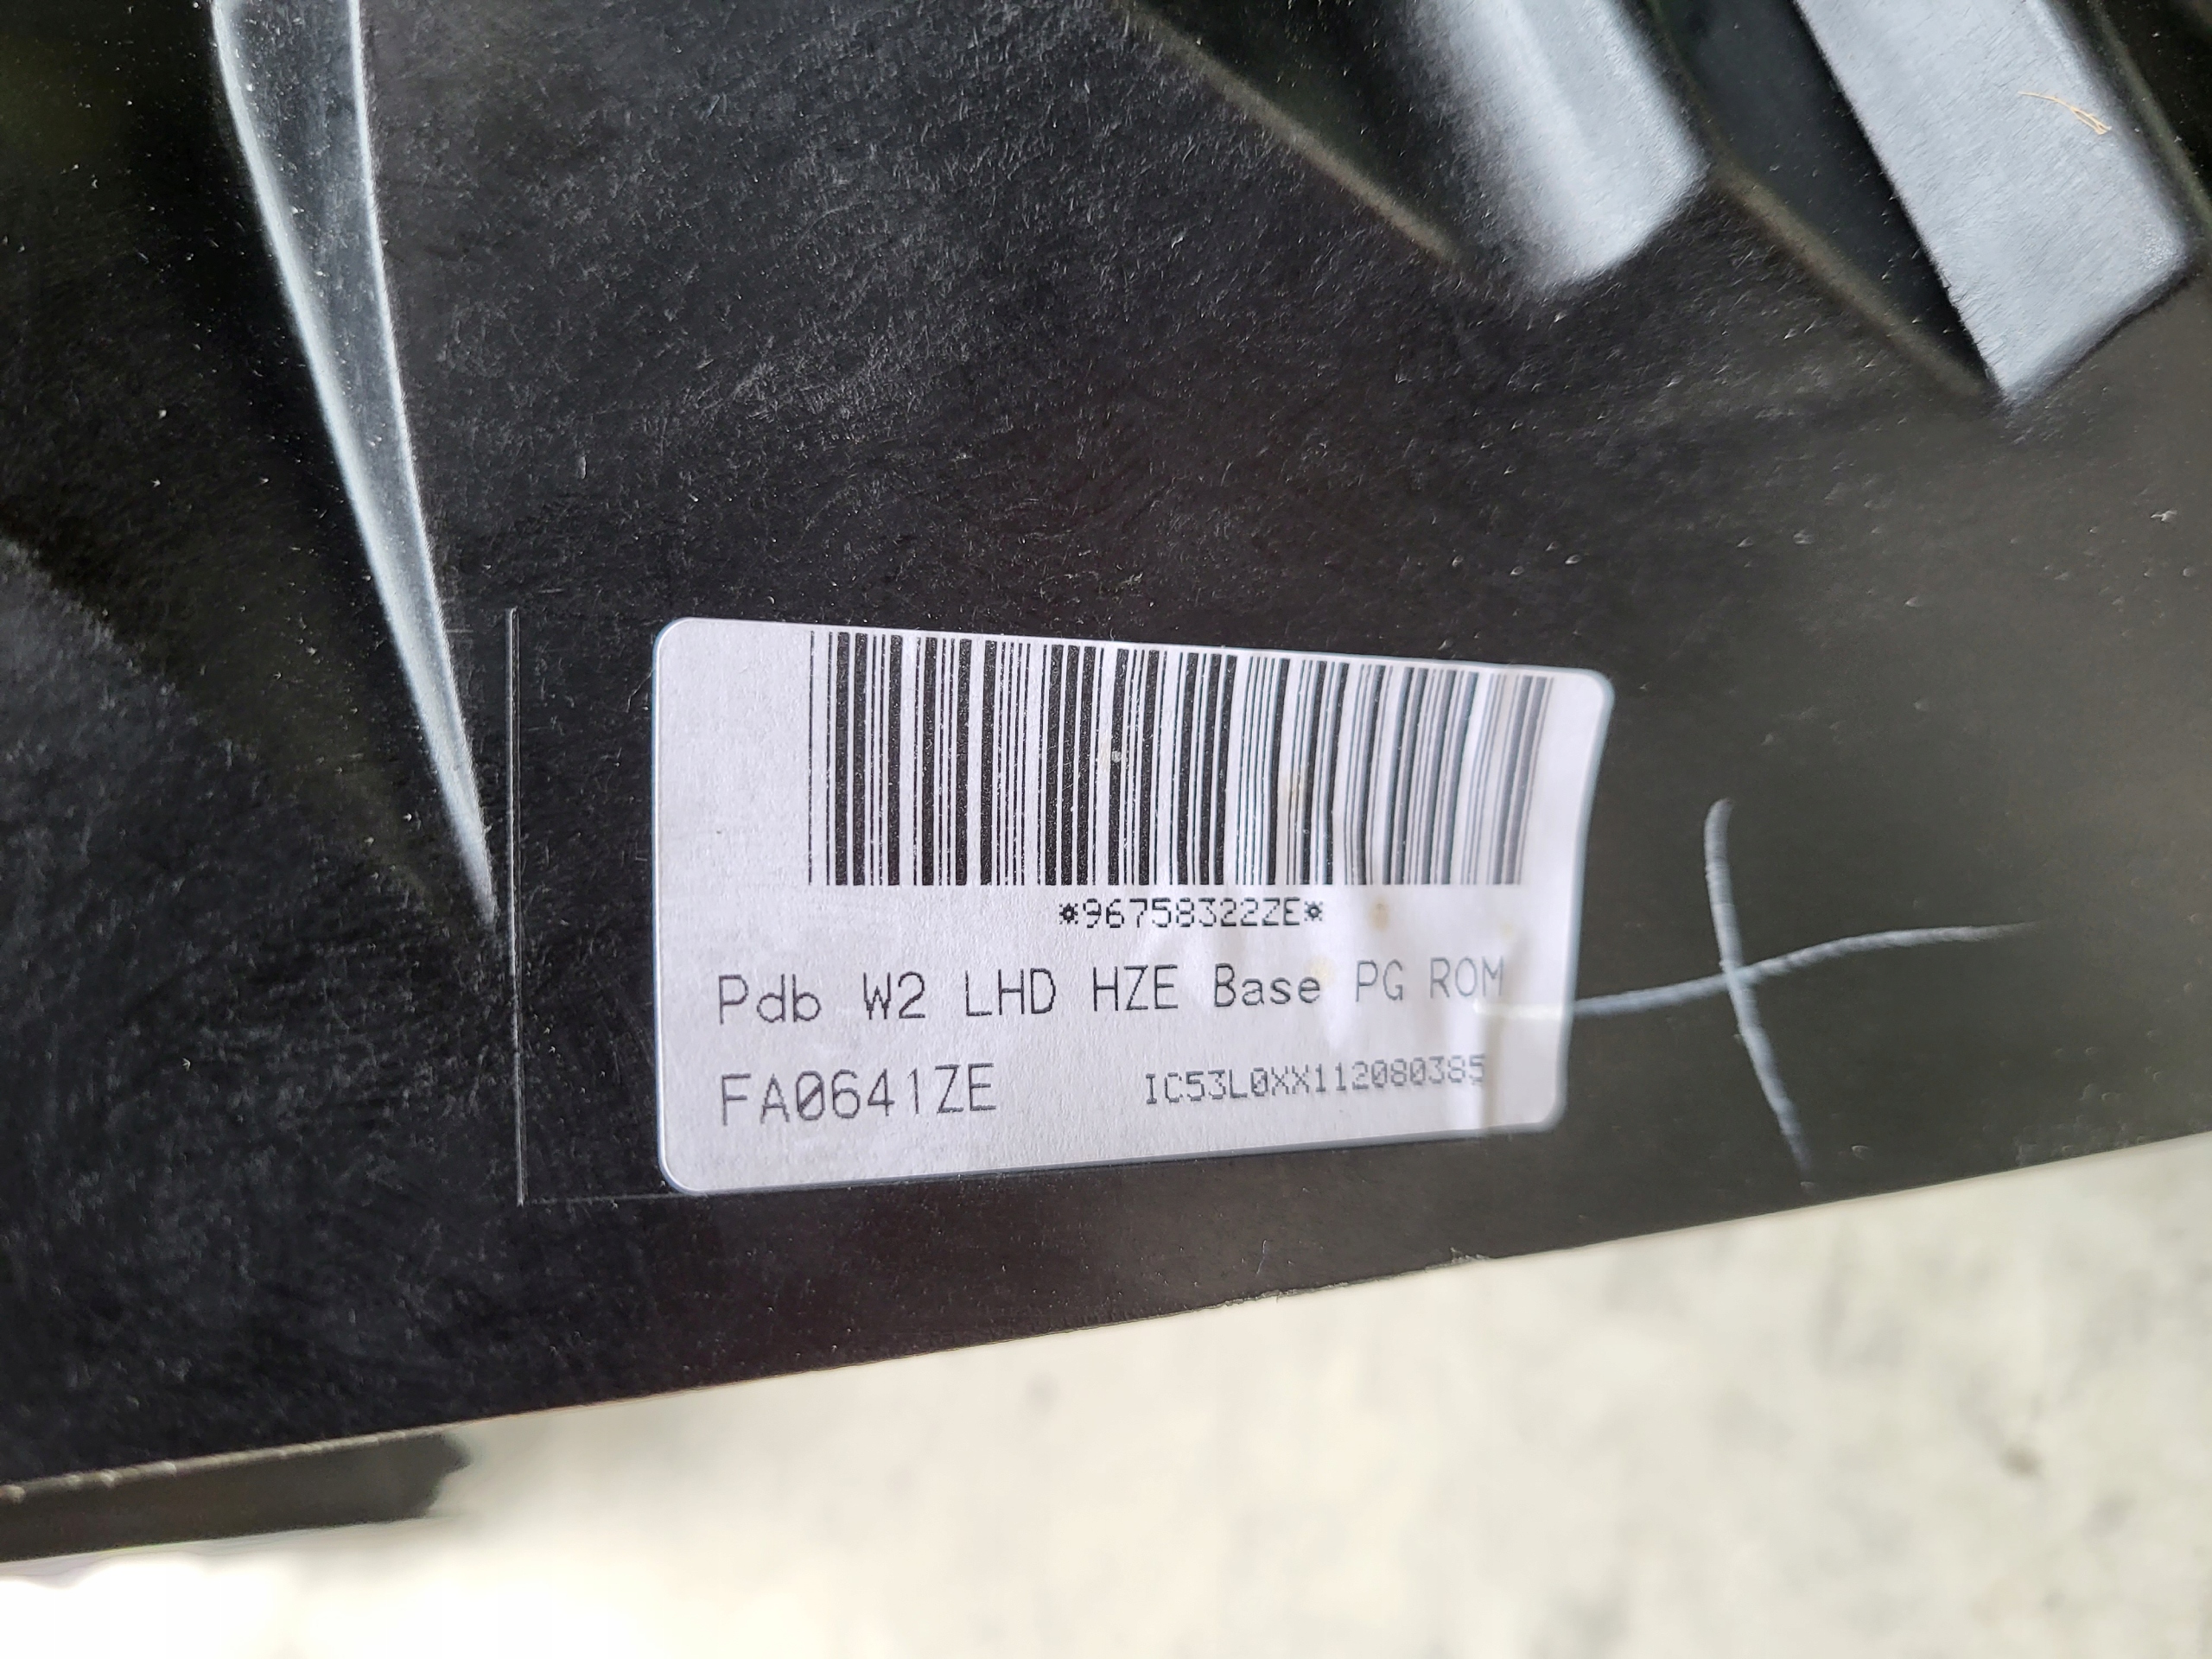 *96758322ZE*
Pdb W2 LHD HZE Base PG ROM
FA0641ZE IC53L0XX112080385